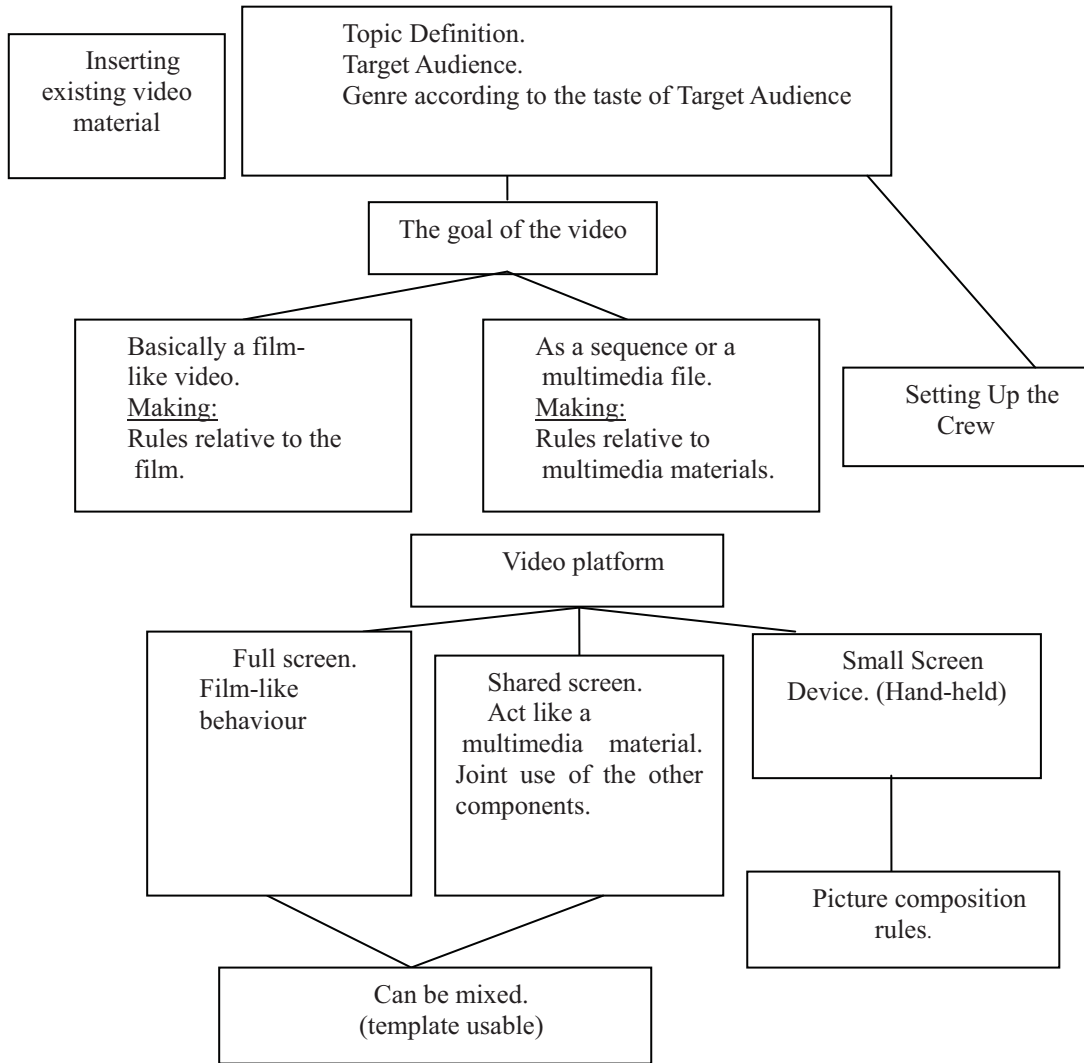 Inserting
existing video
material
Topic Definition.
Target Audience.
Genre according to the taste of Target Audience
The goal of the video
Basically a film-
like video.
Making:
Rules relative to the
film.
As a sequence or a
multimedia file.
Making:
Rules relative to
multimedia materials.
Setting Up the
Crew
Video platform
Full screen.
Film-like
behaviour
Shared screen.
Act like a
multimedia material.
Joint use of the other
components.
Small Screen
Device. (Hand-held)
Picture composition
rules.
Can be mixed.
(template usable)